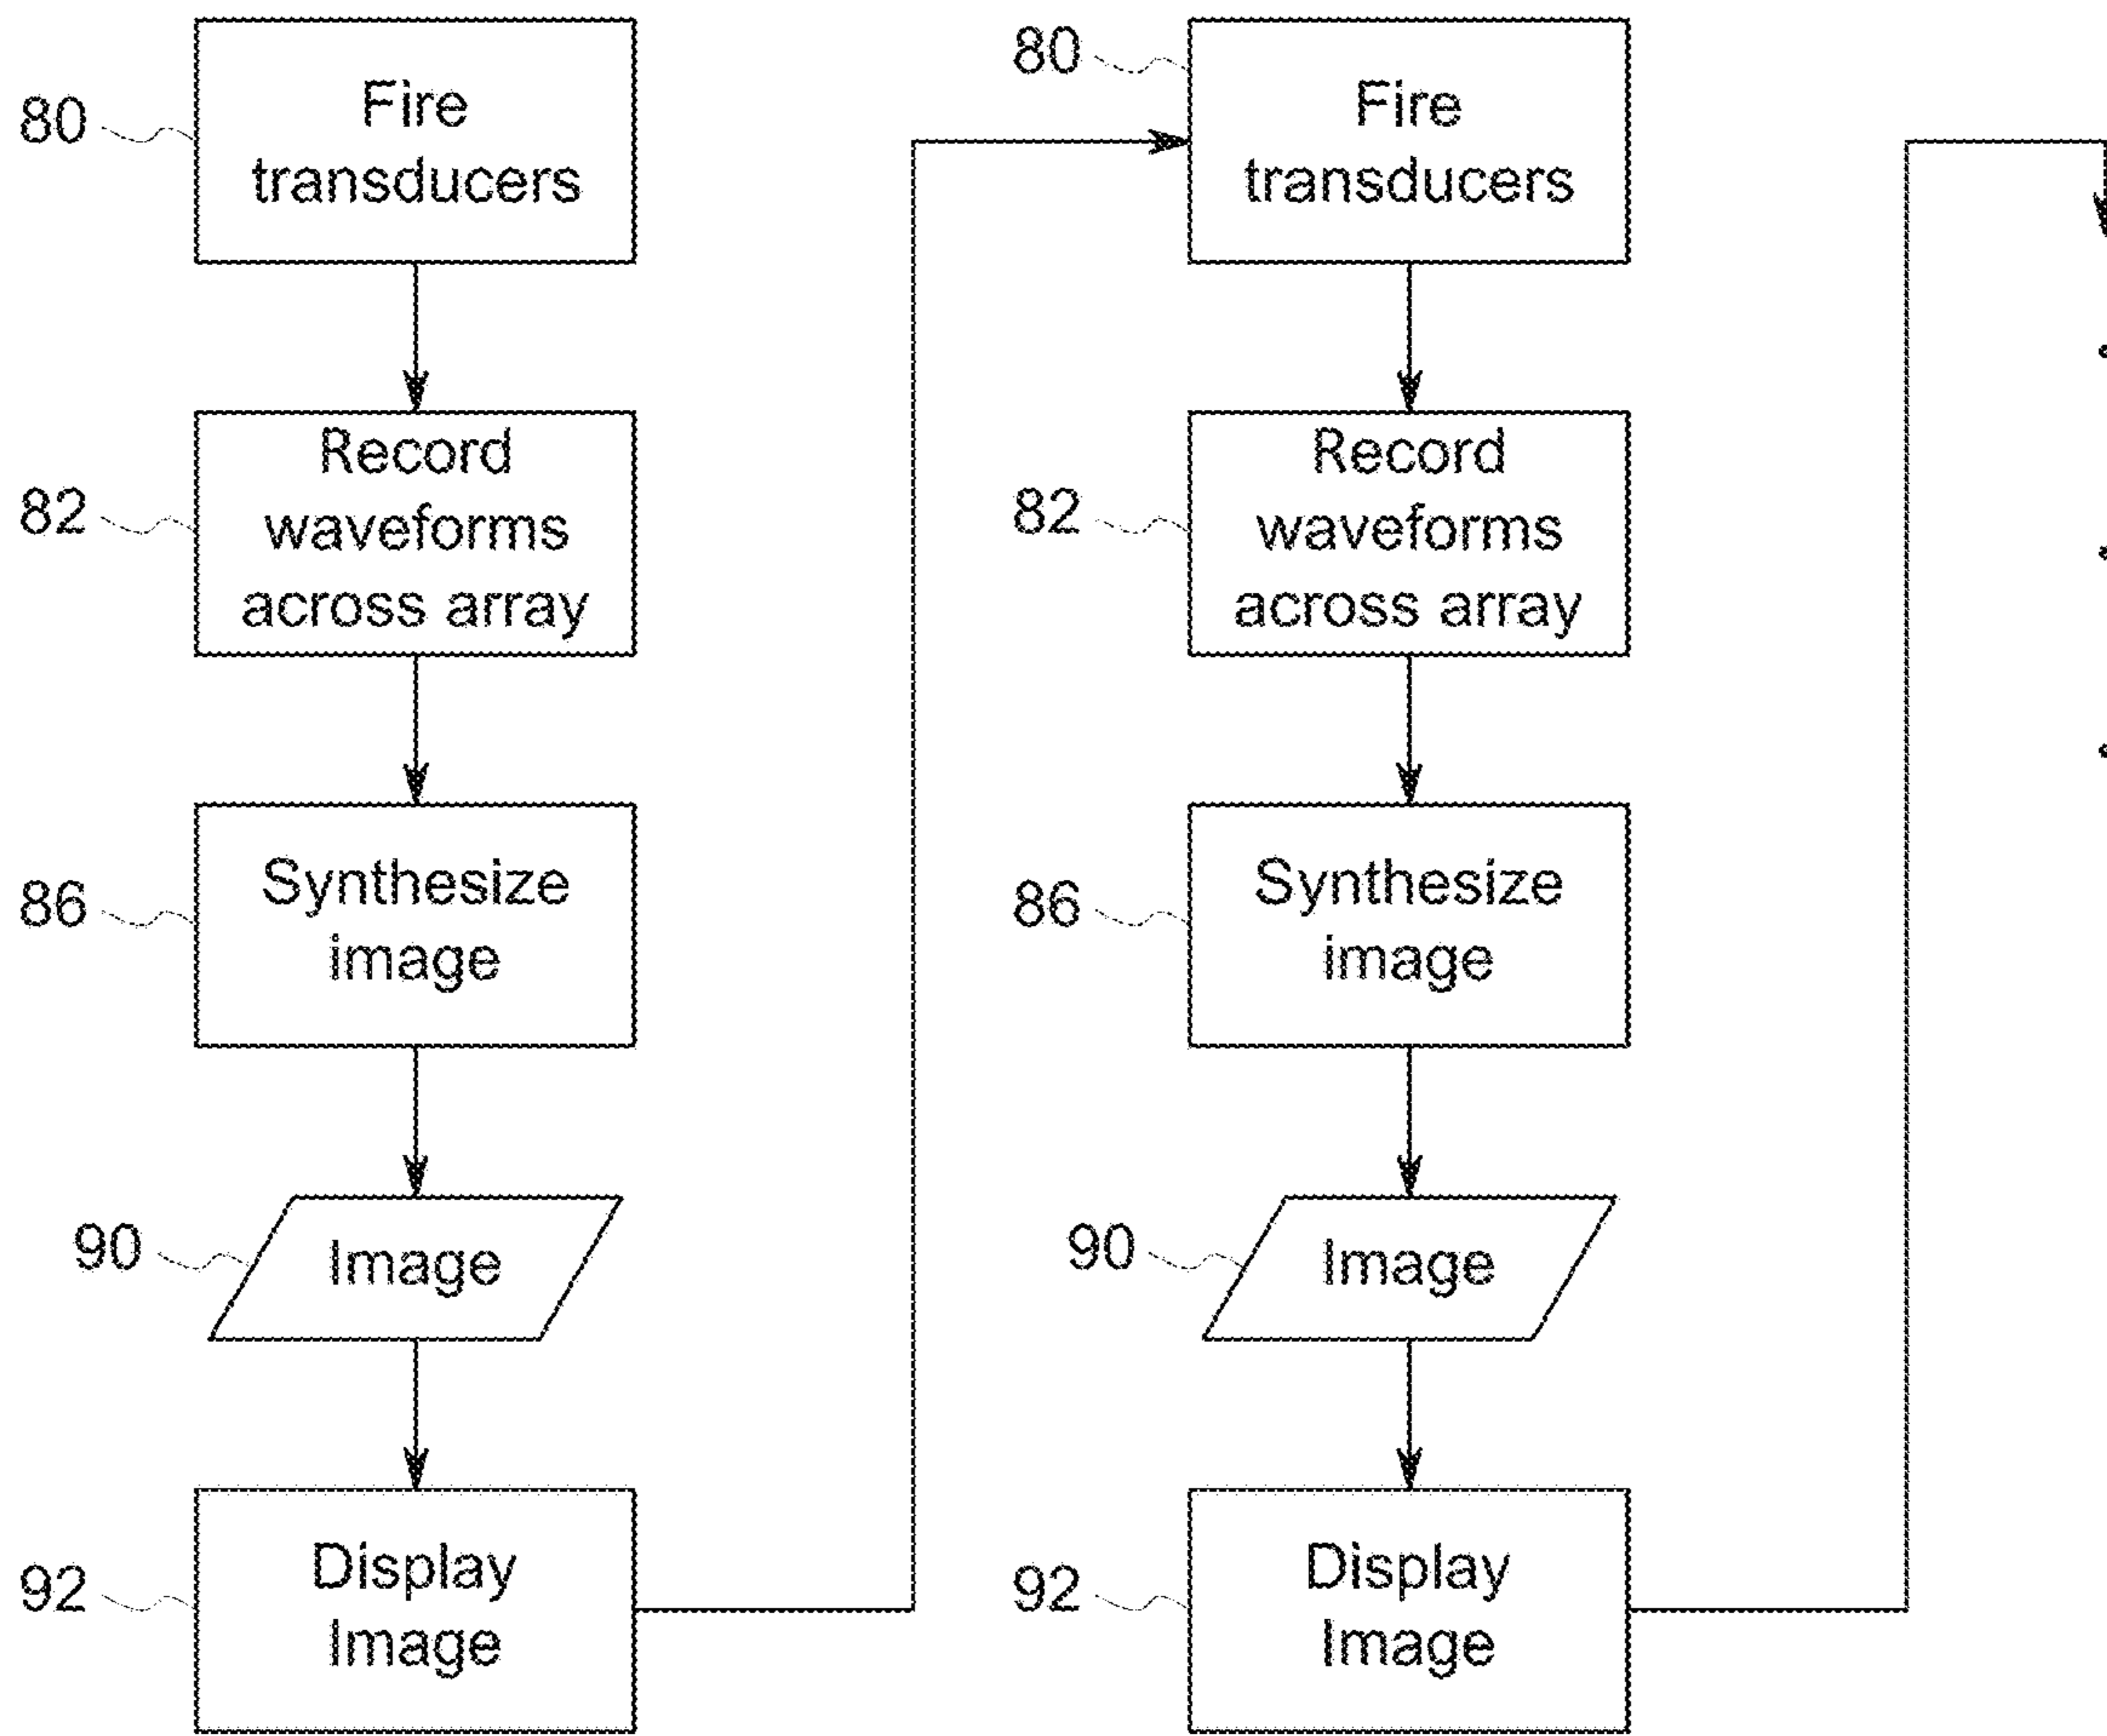 80
Fire
transducers
82
Record
waveforms
across array
86
Synthesize
image
90
Image
92
Display
Image
80
Fire
transducers
82
Record
waveforms
across array
86
Synthesize
image
90
Image
92
Display
Image